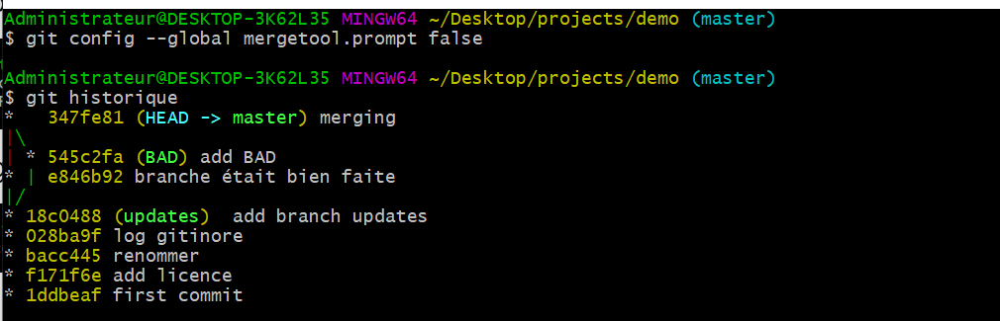 Administrateur@DESKTOP-3K62L35 MINGW64 ~/Desktop/projects/demo (master)
$ git config --global mergetool.prompt false
Administrateur@DESKTOP-3K62L35 MINGW64 ~/Desktop/projects/demo (master)
$ git historique
*   347fe81 (HEAD -> master) merging
|\
| * 545c2fa (BAD) add BAD
* | e846b92 branche était bien faite
|/
* 18c0488 (updates)  add branch updates
* 028ba9f log gitinore
* bacc445 renommer
* f171f6e add licence
* 1ddbeaf first commit